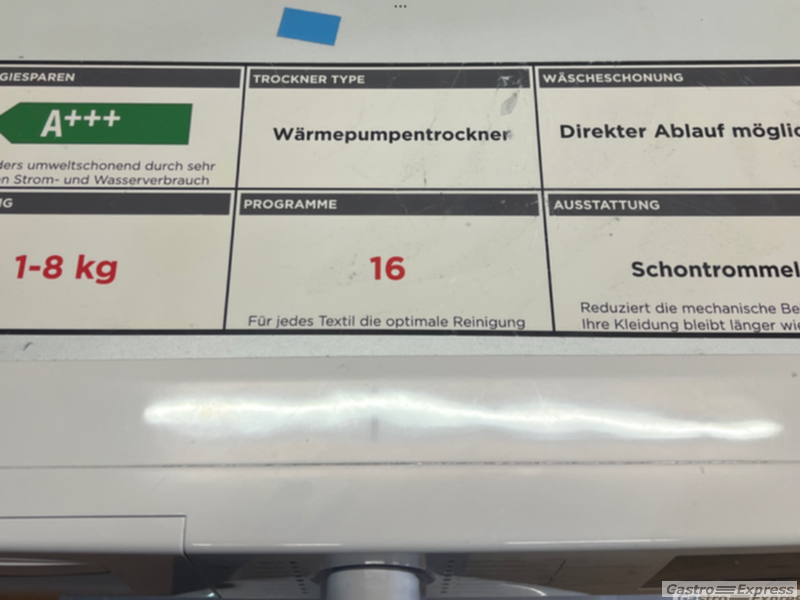 GIESPAREN
A+++
ders umweltschonend durch sehr
en Strom- und Wasserverbrauch
TROCKNER TYPE
Wärmepumpentrockner
WÄSCHESCHONUNG
Direkter Ablauf möglic
NG
1-8 kg
PROGRAMME
16
Für jedes Textil die optimale Reinigung
AUSSTATTUNG
Schontrommel
Reduziert die mechanische Be
Ihre Kleidung bleibt länger wie
Gastro Express